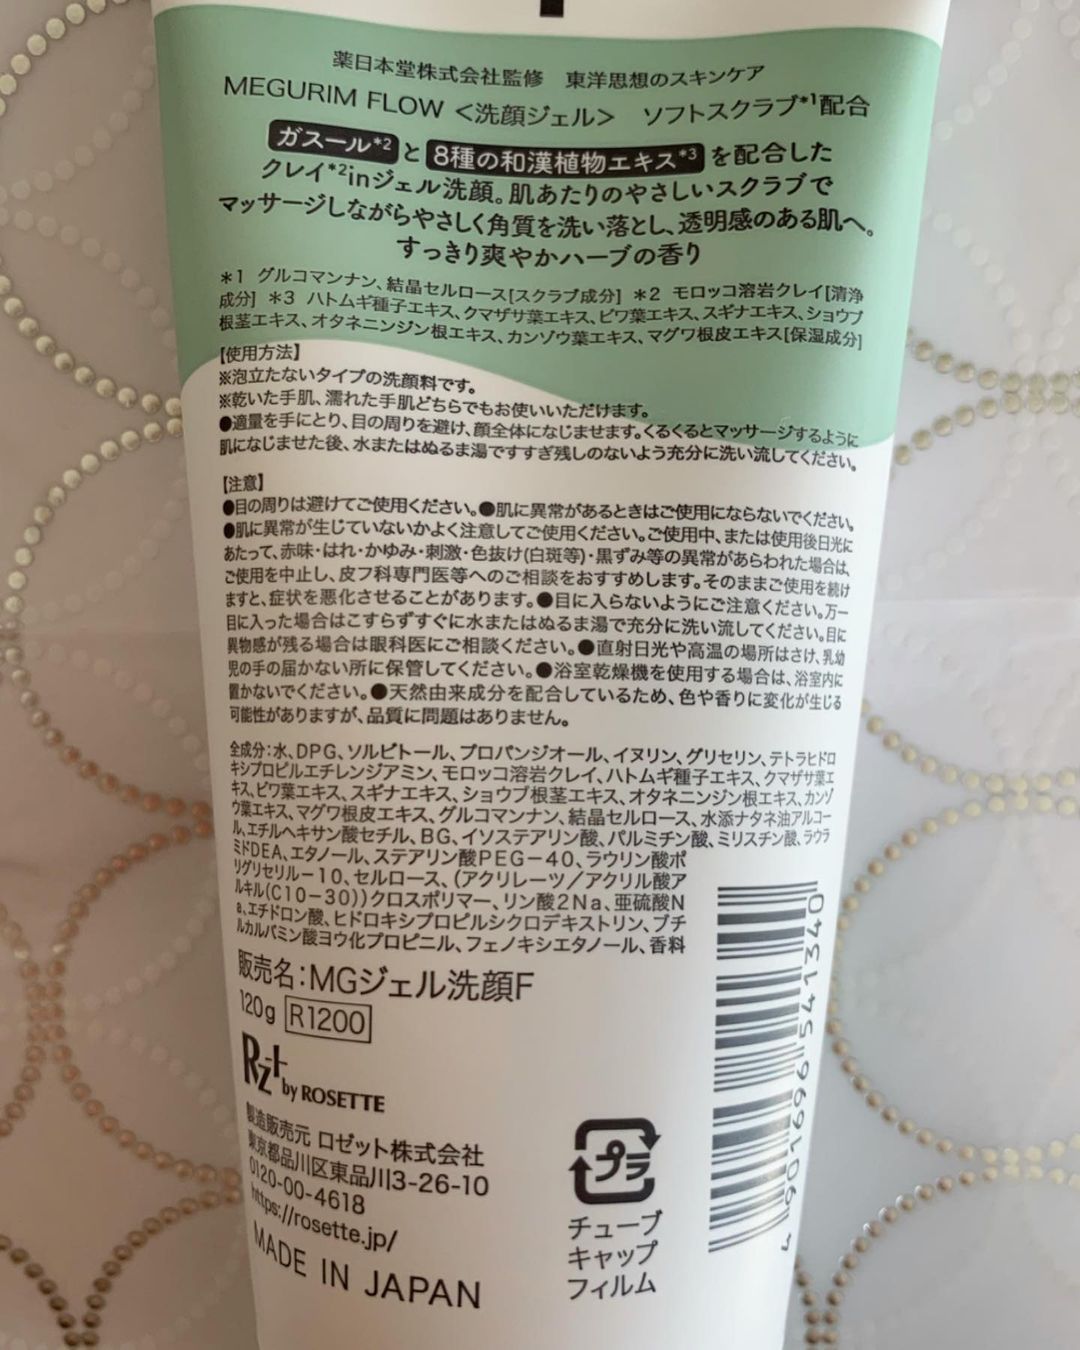 薬日本堂株式会社監修　東洋思想のスキンケア
MEGURIM FLOW <洗顔ジェル>　ソフトスクラブ*1配合
ガスール*2と8種の和漢植物エキス*3を配合した
クレイ*2inジェル洗顔。肌あたりのやさしいスクラブで
マッサージしながらやさしく角質を洗い落とし、透明感のある肌へ。
すっきり爽やかハーブの香り
*1 グルコマンナン、結晶セルロース[スクラブ成分] *2 モロッコ溶岩クレイ[清浄
成分] *3 ハトムギ種子エキス、クマザサ葉エキス、ビワ葉エキス、スギナエキス、ショウブ
根茎エキス、オタネニンジン根エキス、カンゾウ葉エキス、マグワ根皮エキス[保湿成分]
【使用方法】
※泡立たないタイプの洗顔料です。
※乾いた手肌、濡れた手肌どちらでもお使いいただけます。
●適量を手にとり、目の周りを避け、顔全体になじませます。くるくるとマッサージするように
肌になじませた後、水またはぬるま湯ですすぎ残しのないよう充分に洗い流してください。
【注意】
●目の周りは避けてご使用ください。●肌に異常があるときはご使用にならないでください。
●肌に異常が生じていないかよく注意してご使用ください。ご使用中、または使用後日光に
あたって、赤味・はれ・かゆみ・刺激・色抜け(白斑等)・黒ずみ等の異常があらわれた場合は、
ご使用を中止し、皮フ科専門医等へのご相談をおすすめします。そのままご使用を続け
ますと、症状を悪化させることがあります。●目に入らないようにご注意ください。万一
目に入った場合はこすらずすぐに水またはぬるま湯で充分に洗い流してください。目に
異物感が残る場合は眼科医にご相談ください。●直射日光や高温の場所はさけ、乳幼
児の手の届かない所に保管してください。●浴室乾燥機を使用する場合は、浴室内に
置かないでください。●天然由来成分を配合しているため、色や香りに変化が生じる
可能性がありますが、品質に問題はありません。
全成分：水、DPG、ソルビトール、プロパンジオール、イヌリン、グリセリン、テトラヒドロ
キシプロピルエチレンジアミン、モロッコ溶岩クレイ、ハトムギ種子エキス、クマザサ葉エ
キス、ビワ葉エキス、スギナエキス、ショウブ根茎エキス、オタネニンジン根エキス、カンゾ
ウ葉エキス、マグワ根皮エキス、グルコマンナン、結晶セルロース、水添ナタネ油アルコー
ル、エチルヘキサン酸セチル、BG、イソステアリン酸、パルミチン酸、ミリスチン酸、ラウラ
ミドDEA、エタノール、ステアリン酸PEG－40、ラウリン酸ポ
リグリセリル－10、セルロース、(アクリレーツ／アクリル酸ア
ルキル(C10－30))クロスポリマー、リン酸2Na、亜硫酸N
a、エチドロン酸、ヒドロキシプロピルシクロデキストリン、ブチ
ルカルバミン酸ヨウ化プロピニル、フェノキシエタノール、香料
販売名：MGジェル洗顔F
120g R1200
Rz+ by ROSETTE
製造販売元 ロゼット株式会社
東京都品川区東品川3-26-10
0120-00-4618
https://rosette.jp/
MADE IN JAPAN
プラ
チューブ
キャップ
フィルム
4901696541340